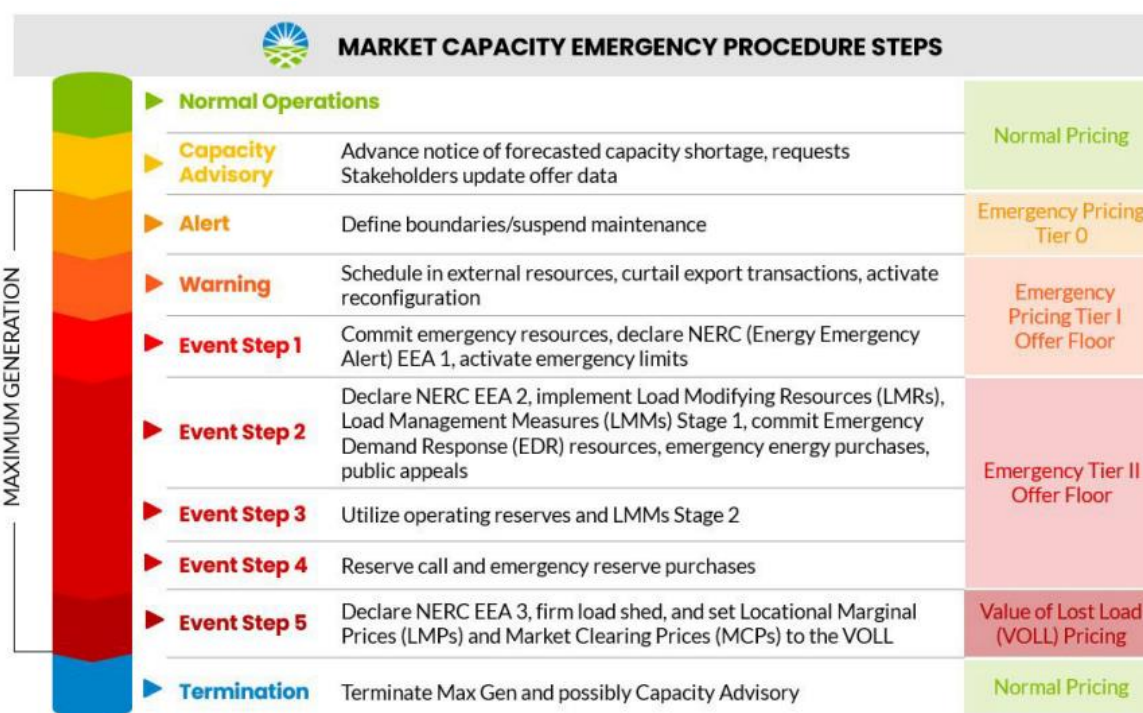 MARKET CAPACITY EMERGENCY PROCEDURE STEPS
MAXIMUM GENERATION
Normal Operations
Normal Pricing
Capacity
Advisory
Advance notice of forecasted capacity shortage, requests
Stakeholders update offer data
Alert
Define boundaries/suspend maintenance
Emergency Pricing
Tier 0
Warning
Schedule in external resources, curtail export transactions, activate
reconfiguration
Emergency
Pricing Tier I
Offer Floor
Event Step 1
Commit emergency resources, declare NERC (Energy Emergency
Alert) EEA 1, activate emergency limits
Event Step 2
Declare NERC EEA 2, implement Load Modifying Resources (LMRs),
Load Management Measures (LMMs) Stage 1, commit Emergency
Demand Response (EDR) resources, emergency energy purchases,
public appeals
Emergency Tier II
Offer Floor
Event Step 3
Utilize operating reserves and LMMs Stage 2
Event Step 4
Reserve call and emergency reserve purchases
Event Step 5
Declare NERC EEA 3, firm load shed, and set Locational Marginal
Prices (LMPs) and Market Clearing Prices (MCPs) to the VOLL
Value of Lost Load
(VOLL) Pricing
Termination
Terminate Max Gen and possibly Capacity Advisory
Normal Pricing